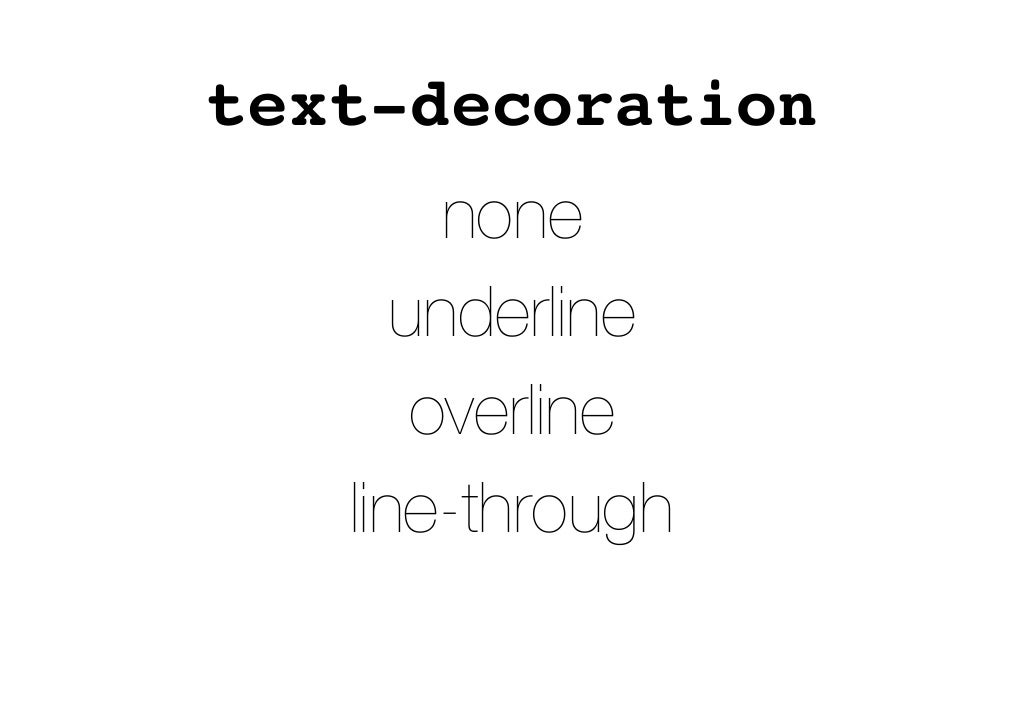 text-decoration
none
underline
overline
line-through